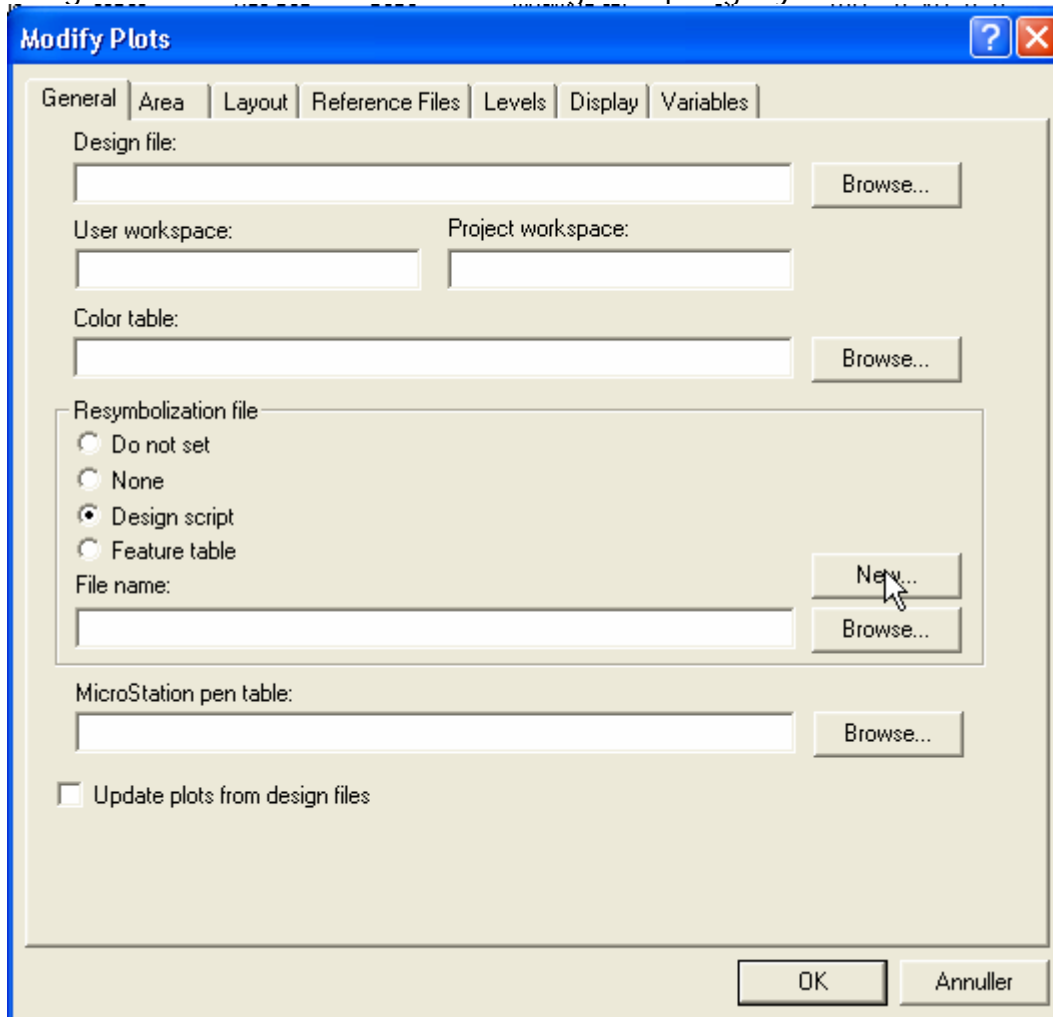 Modify Plots
General Area Layout Reference Files Levels Display Variables
Design file:
Browse...
User workspace: Project workspace:
Color table:
Browse...
Resymbolization file
Do not set
None
Design script
Feature table
New...
File name:
Browse...
MicroStation pen table:
Browse...
Update plots from design files
OK Annuller